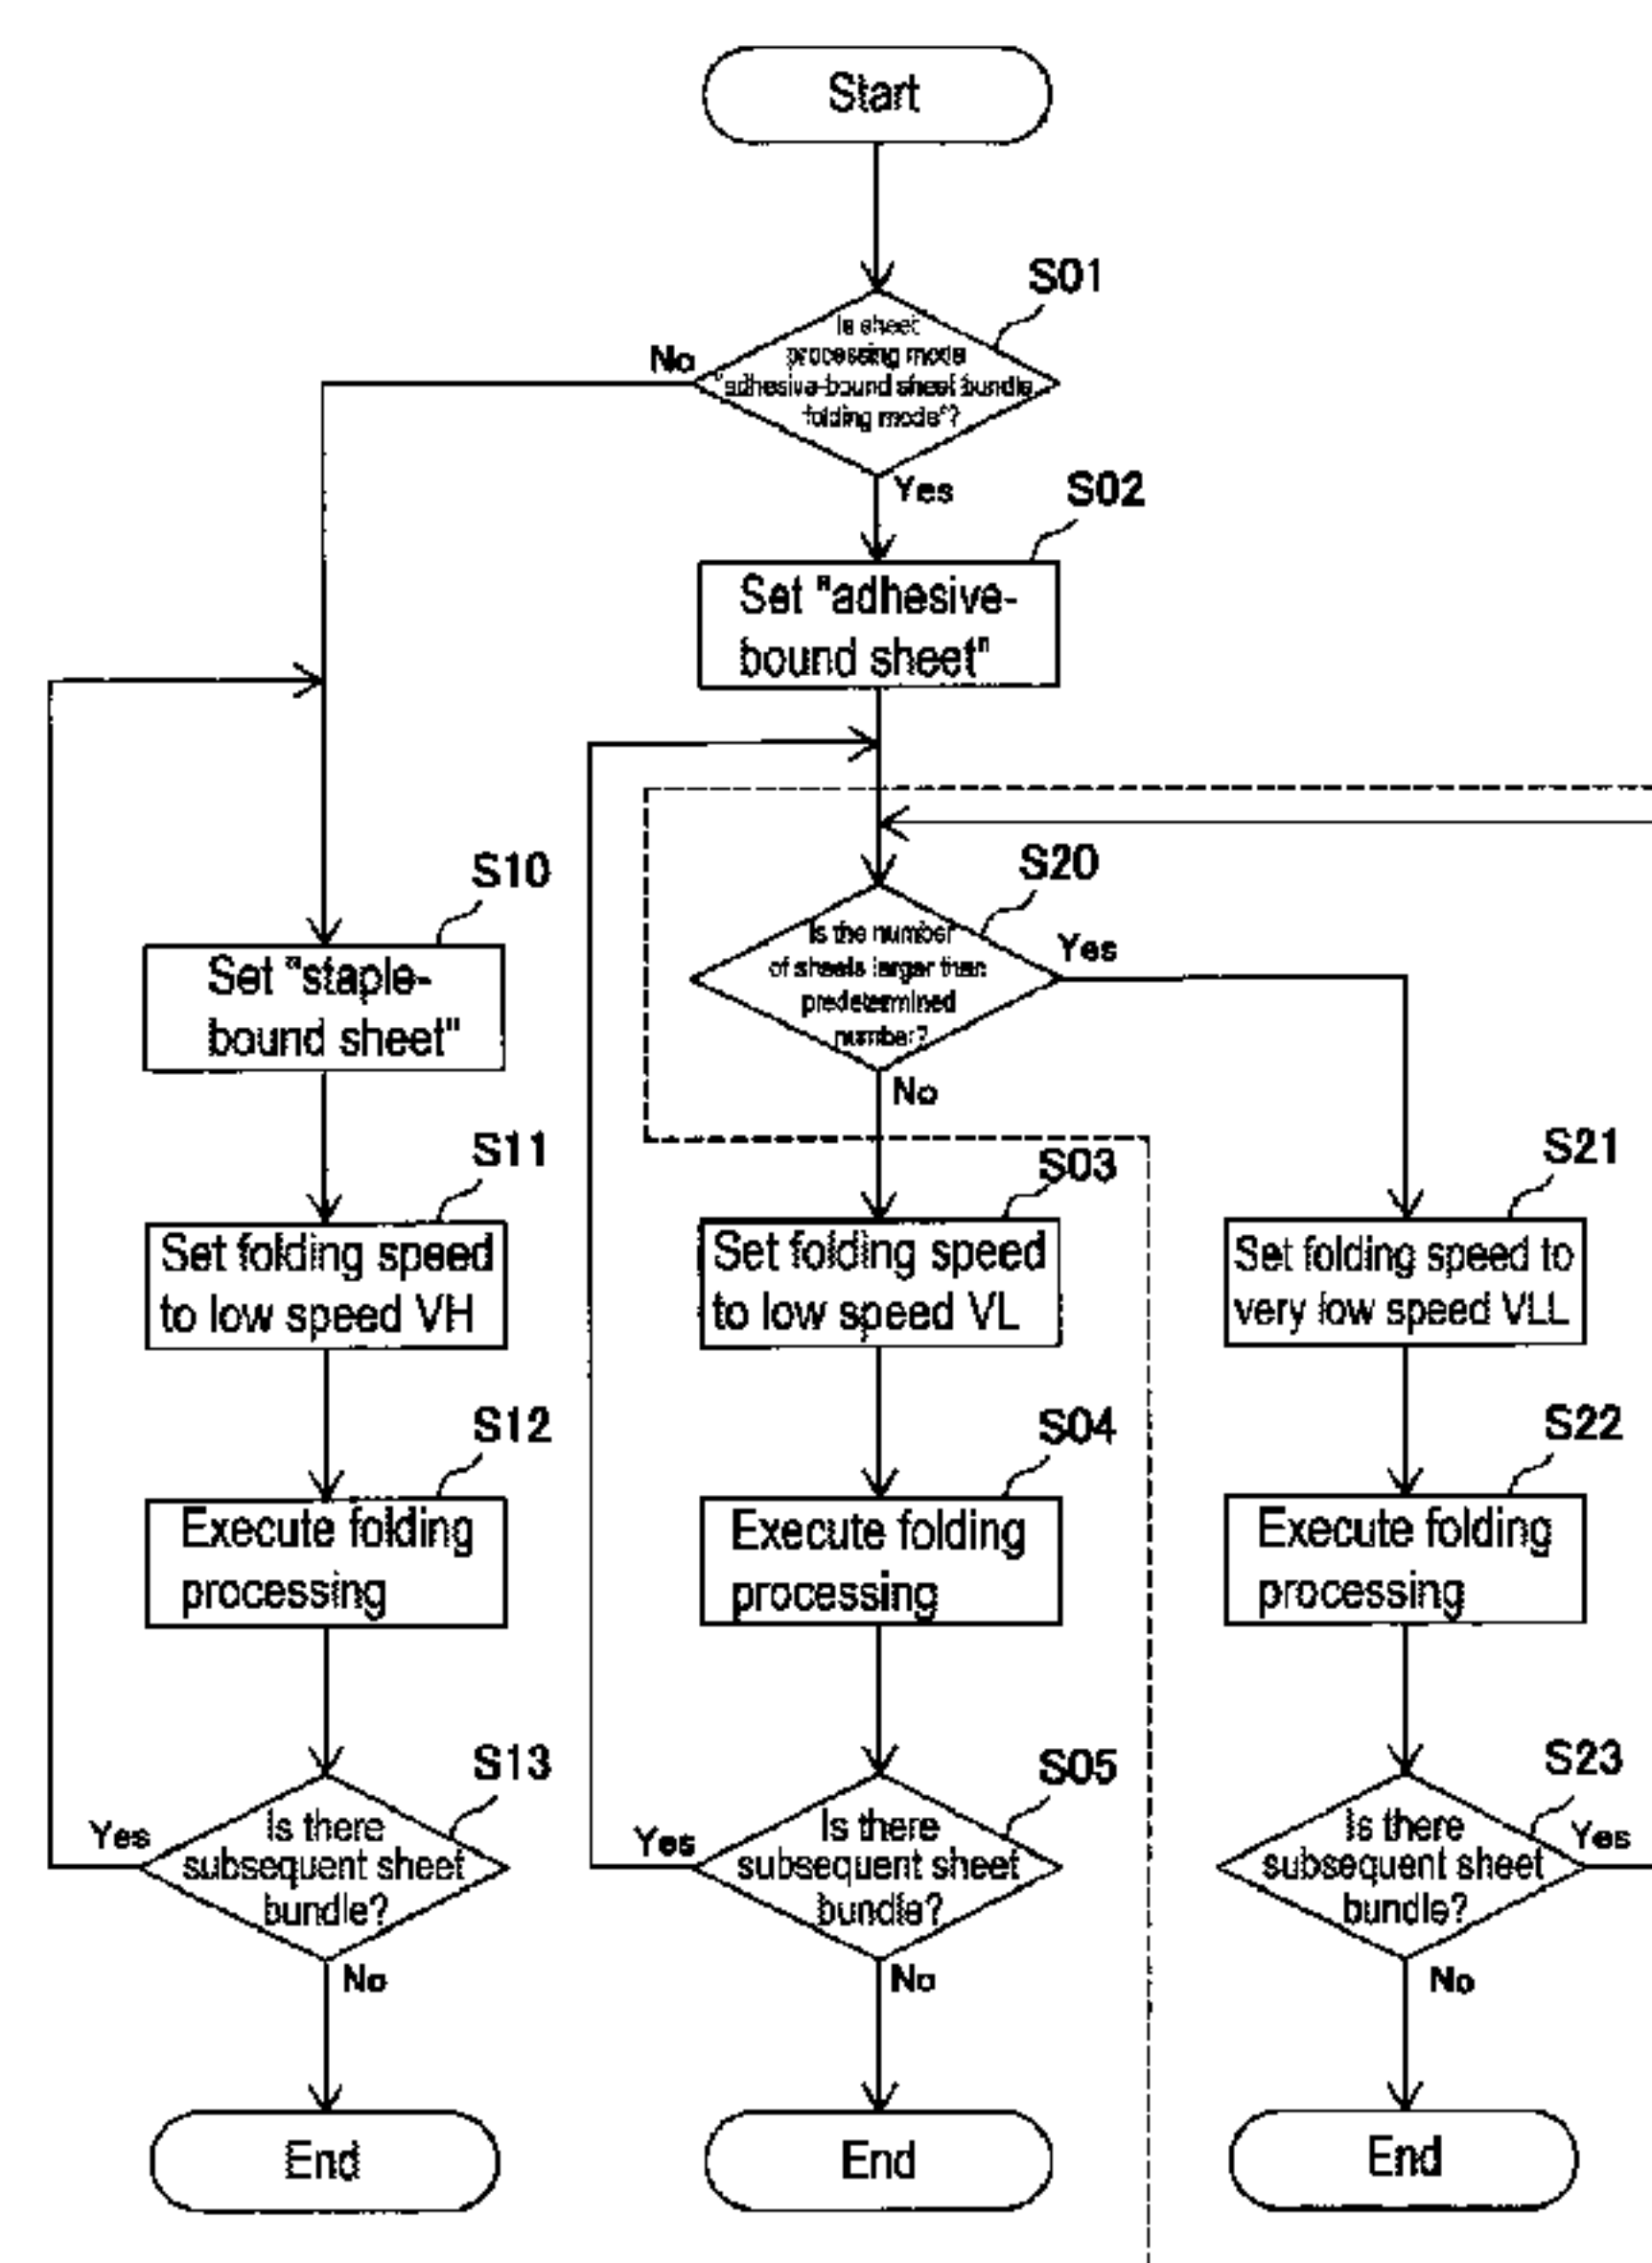 Start
S01
Is sheet
processing mode
"adhesive-bound sheet bundle
folding mode"?
No
Yes
S02
Set "adhesive-
bound sheet"
S10
Set "staple-
bound sheet"
S20
Is the number
of sheets larger than
predetermined
number?
Yes
No
S11
Set folding speed
to low speed VH
S03
Set folding speed
to low speed VL
S21
Set folding speed to
very low speed VLL
S12
Execute folding
processing
S04
Execute folding
processing
S22
Execute folding
processing
S13
Is there
subsequent sheet
bundle?
Yes
No
S05
Is there
subsequent sheet
bundle?
Yes
No
S23
Is there
subsequent sheet
bundle?
Yes
No
End
End
End